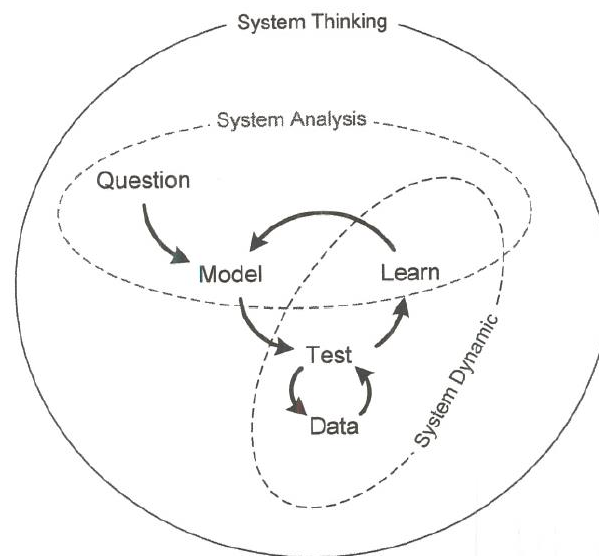 System Thinking
System Analysis
Question
Model
Learn
Test
Data
System Dynamic